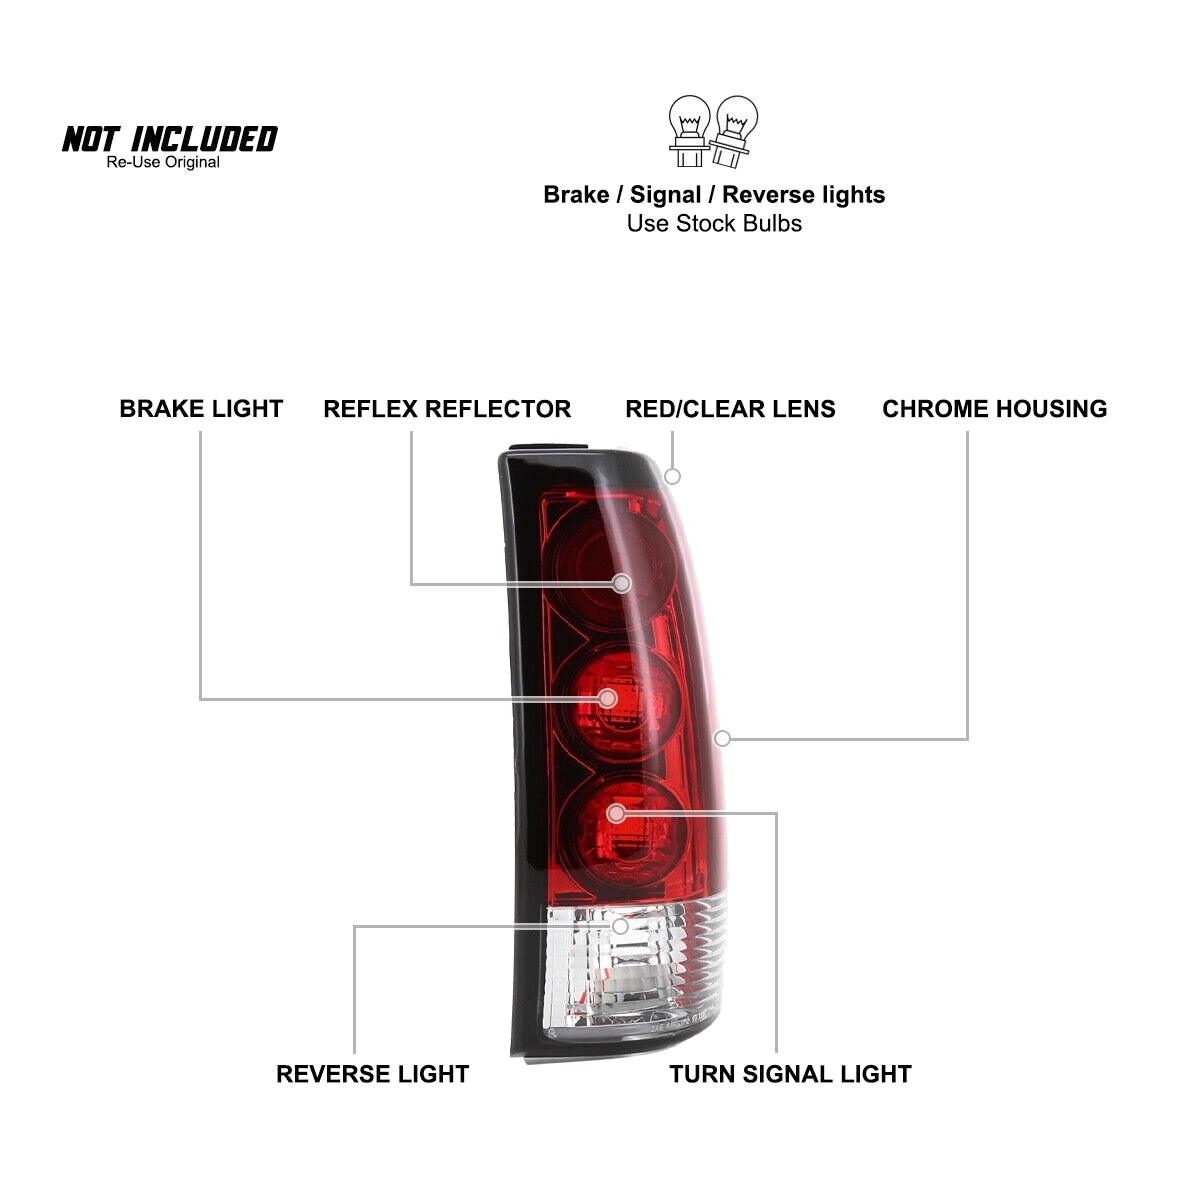 NOT INCLUDED
Re-Use Original
Brake / Signal / Reverse lights
Use Stock Bulbs
BRAKE LIGHT
REFLEX REFLECTOR
RED/CLEAR LENS
CHROME HOUSING
REVERSE LIGHT
TURN SIGNAL LIGHT